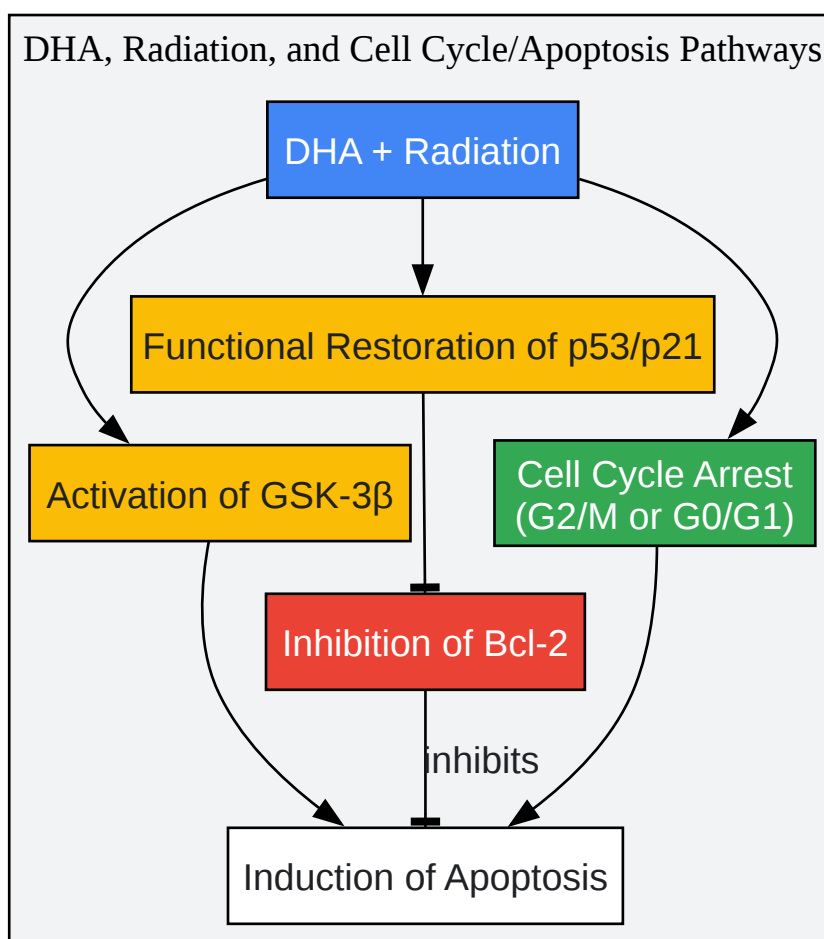 DHA, Radiation, and Cell Cycle/Apoptosis Pathways
DHA + Radiation
Functional Restoration of p53/p21
Activation of GSK-3β
Cell Cycle Arrest
(G2/M or G0/G1)
Inhibition of Bcl-2
inhibits
Induction of Apoptosis